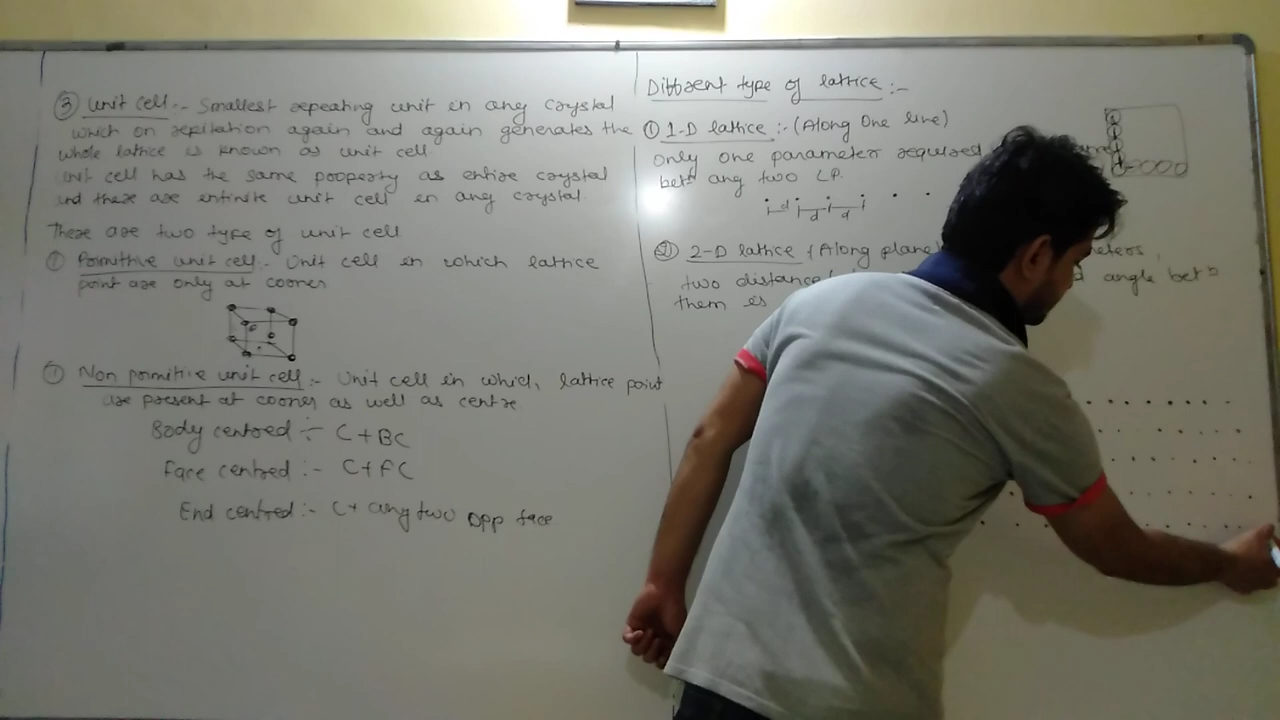 ③ Unit cell :- Smallest repeating unit in any crystal
which on repitation again and again generates the
whole lattice is known as unit cell
unit cell has the same property as entire crystal
and there are infinite unit cell in any crystal
There are two type of unit cell
① Primitive unit cell :- Unit cell in which lattice
point are only at cooner
② Non primitive unit cell :- Unit cell in which, lattice point
are present at cooner as well as centre
Body centred :- C + BC
Face centred :- C + FC
End centred :- C + any two opp face
Different type of lattice :-
① 1-D lattice :- (Along One line)
Only one parameter required
betn any two LP.
d d d
② 2-D lattice (Along plane) meters,
two distance angle betn
them is